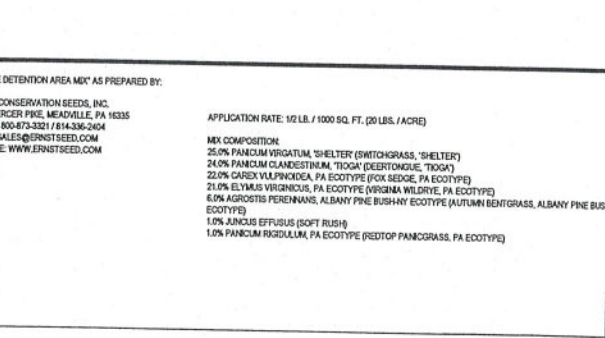 DETENTION AREA MIX" AS PREPARED BY:
CONSERVATION SEEDS, INC.
PIKE, MEADVILLE, PA 16335
800-873-3321 / 814-336-2404
SALES@ERNSTSEED.COM
WWW.ERNSTSEED.COM
APPLICATION RATE: 1/2 LB. / 1000 SQ. FT. (20 LBS. / ACRE)
MIX COMPOSITION:
25.0% PANICUM VIRGATUM, 'SHELTER' (SWITCHGRASS, 'SHELTER')
24.0% PANICUM CLANDESTINUM, 'TIOGA' (DEERTONGUE, 'TIOGA')
22.0% CAREX VULPINOIDEA, PA ECOTYPE (FOX SEDGE, PA ECOTYPE)
21.0% ELYMUS VIRGINICUS, PA ECOTYPE (VIRGINIA WILDRYE, PA ECOTYPE)
6.0% AGROSTIS PERENNANS, ALBANY PINE BUSH-NY ECOTYPE (AUTUMN BENTGRASS, ALBANY PINE BUS
ECOTYPE)
1.0% JUNCUS EFFUSUS (SOFT RUSH)
1.0% PANICUM RIGIDULUM, PA ECOTYPE (REDTOP PANICGRASS, PA ECOTYPE)